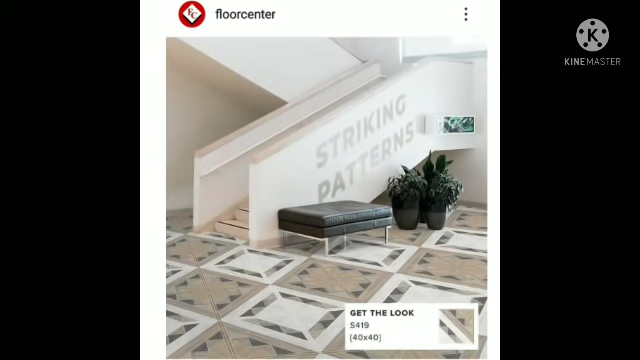 floorcenter
KINEMASTER
STRIKING
PATTERNS
GET THE LOOK
S419
[40x40]